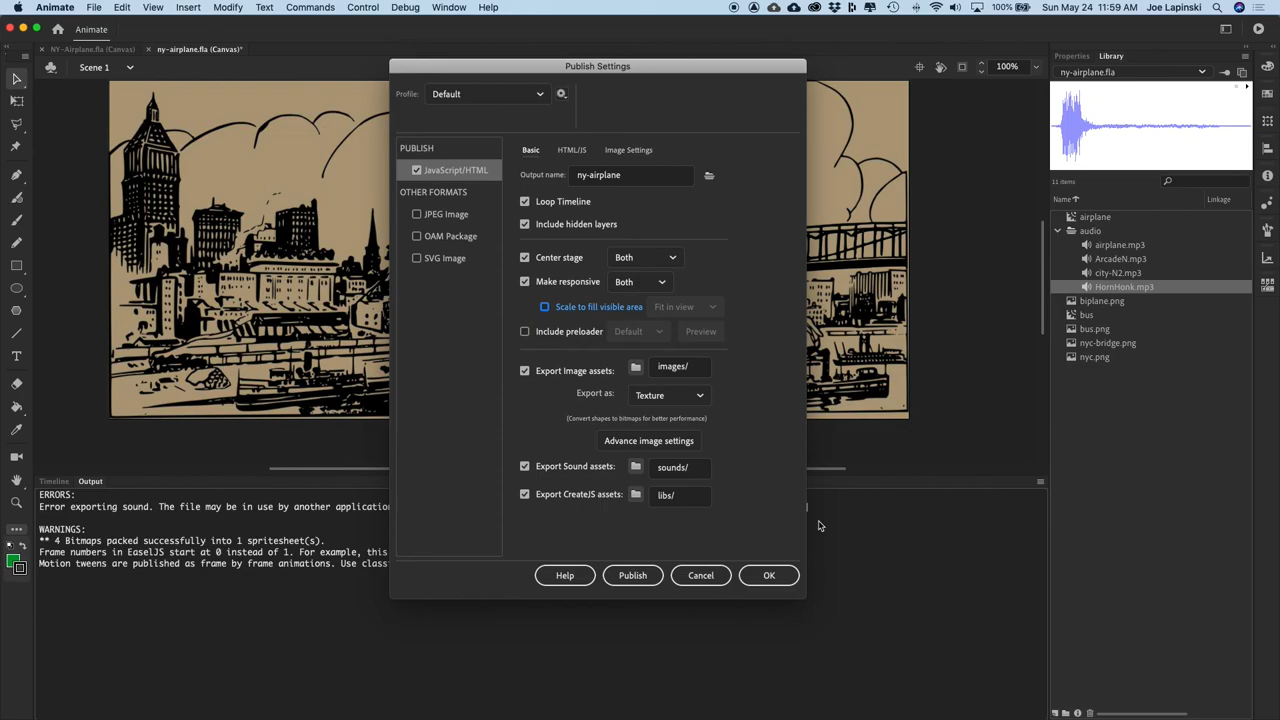 Animate File Edit View Insert Modify Text Commands Control Debug Window Help 100% Sun May 24 11:59 AM Joe Lapinski
Animate
NY-Airplane.fla (Canvas) ny-airplane.fla (Canvas)*
Scene 1
100%
Publish Settings
Profile: Default
PUBLISH
JavaScript/HTML
OTHER FORMATS
JPEG Image
OAM Package
SVG Image
Basic HTML/JS Image Settings
Output name: ny-airplane
Loop Timeline
Include hidden layers
Center stage Both
Make responsive Both
Scale to fill visible area Fit in view
Include preloader Default Preview
Export Image assets: images/
Export as: Texture
(Convert shapes to bitmaps for better performance)
Advance image settings
Export Sound assets: sounds/
Export CreateJS assets: libs/
Help Publish Cancel OK
Properties Library
ny-airplane.fla
11 items
Name Linkage
airplane
audio
airplane.mp3
ArcadeN.mp3
city-N2.mp3
HornHonk.mp3
biplane.png
bus
bus.png
nyc-bridge.png
nyc.png
Timeline Output
ERRORS:
Error exporting sound. The file may be in use by another applicatio
WARNINGS:
** 4 Bitmaps packed successfully into 1 spritesheet(s).
Frame numbers in EaselJS start at 0 instead of 1. For example, this
Motion tweens are published as frame by frame animations. Use class